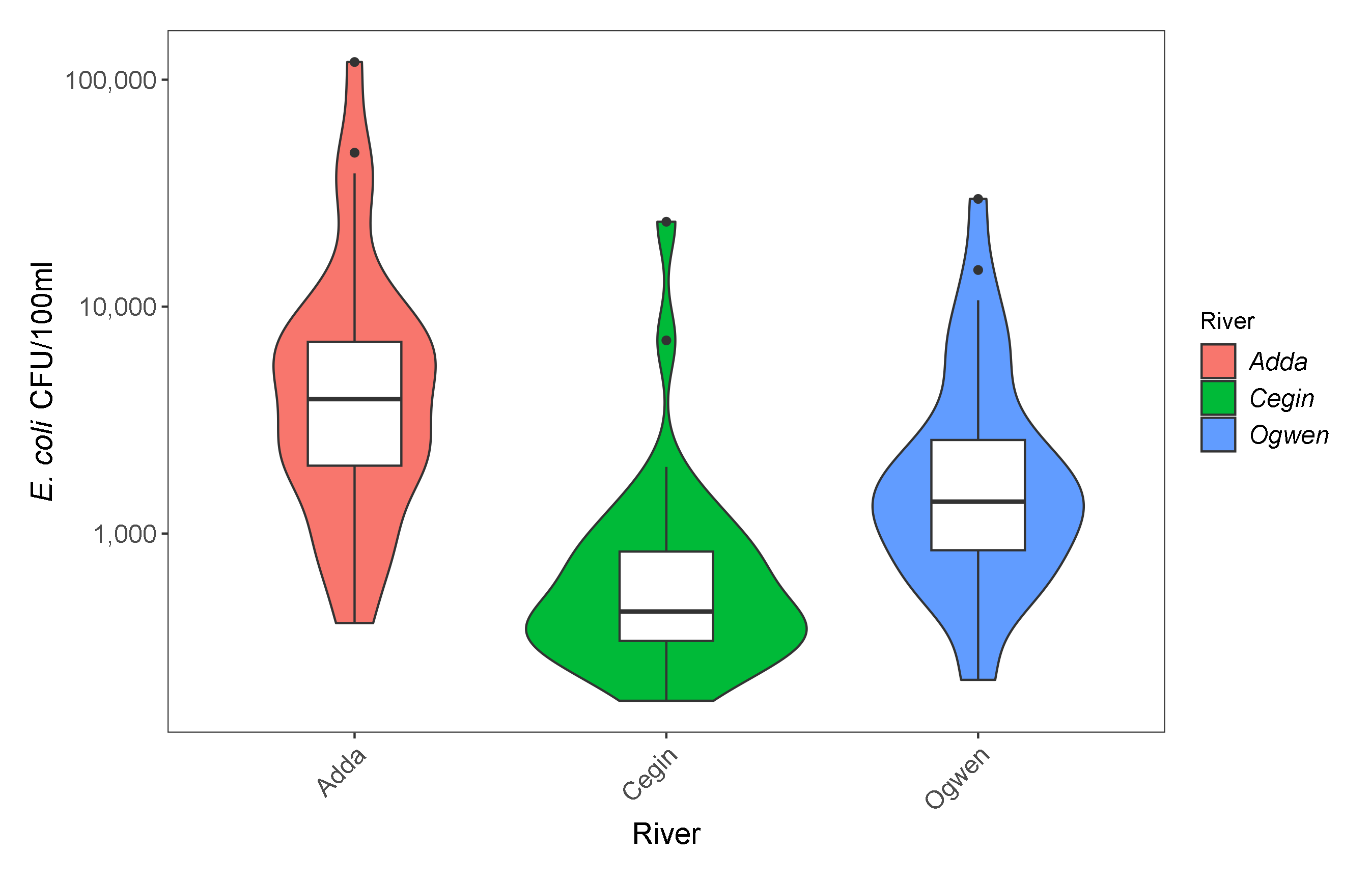 E. coli CFU/100ml
100,000
10,000
1,000
Adda
Cegin
Ogwen
River
River
Adda
Cegin
Ogwen